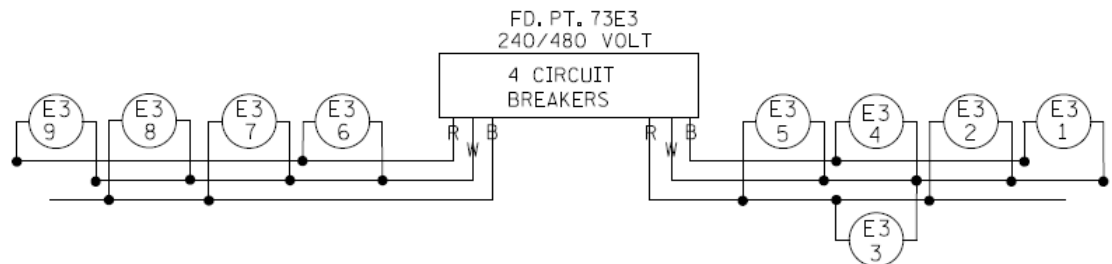 FD. PT. 73E3
240/480 VOLT
4 CIRCUIT
BREAKERS
E3 E3 E3 E3
9 8 7 6
E3 E3 E3 E3
5 4 2 1
R W B
R W B
E3
3